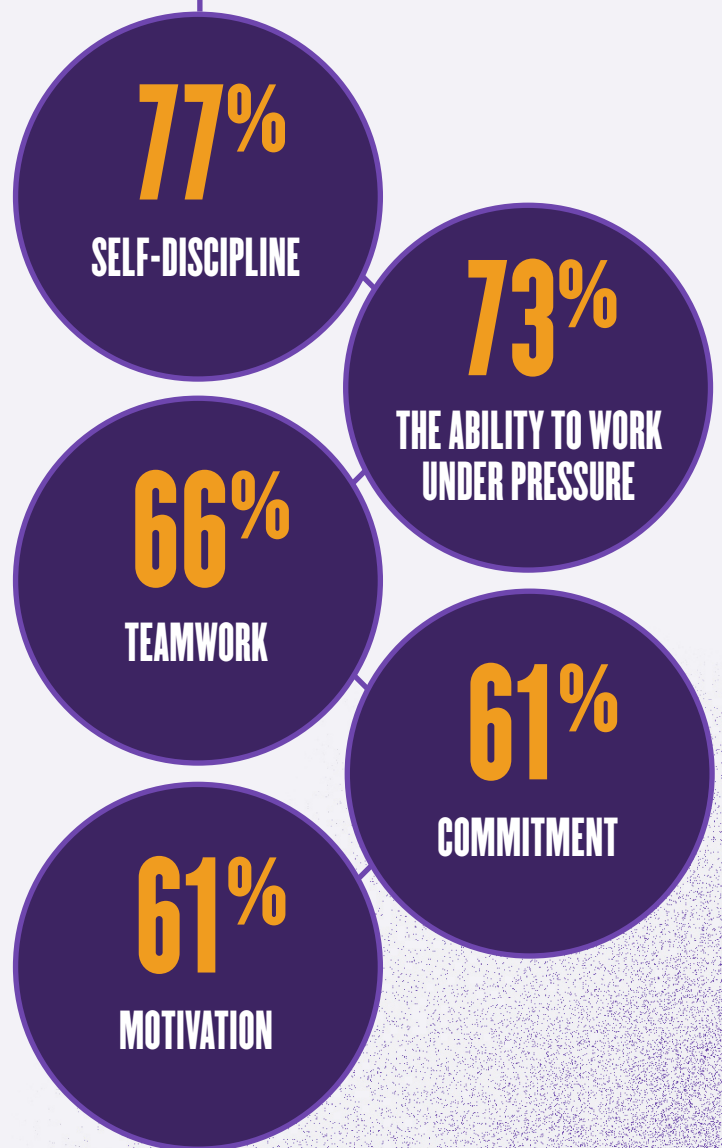 77%
SELF-DISCIPLINE
73%
THE ABILITY TO WORK
UNDER PRESSURE
66%
TEAMWORK
61%
COMMITMENT
61%
MOTIVATION